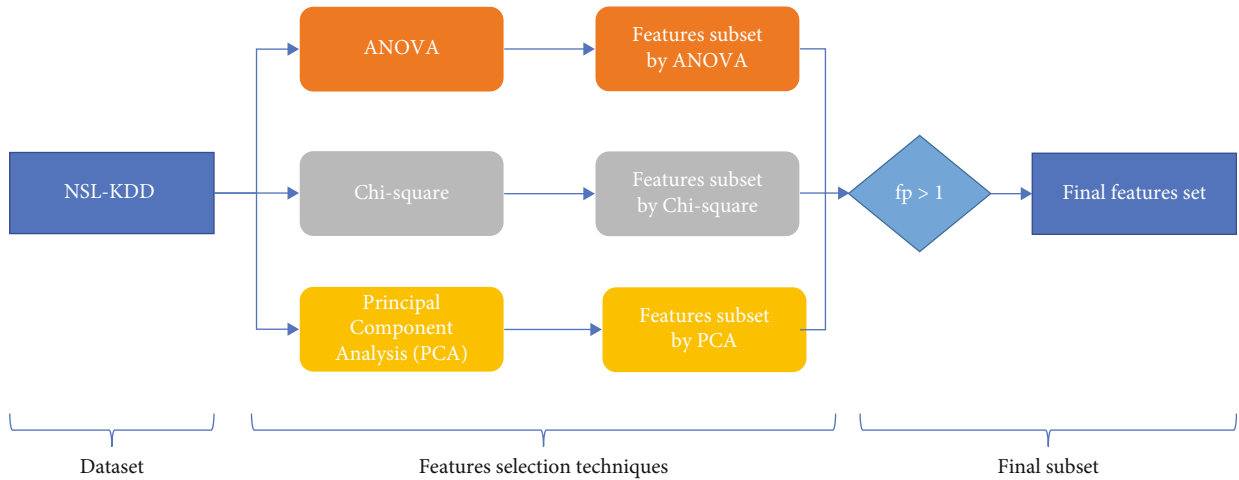 ANOVA
Features subset
by ANOVA
NSL-KDD
Chi-square
Features subset
by Chi-square
fp > 1
Final features set
Principal
Component
Analysis (PCA)
Features subset
by PCA
Dataset
Features selection techniques
Final subset